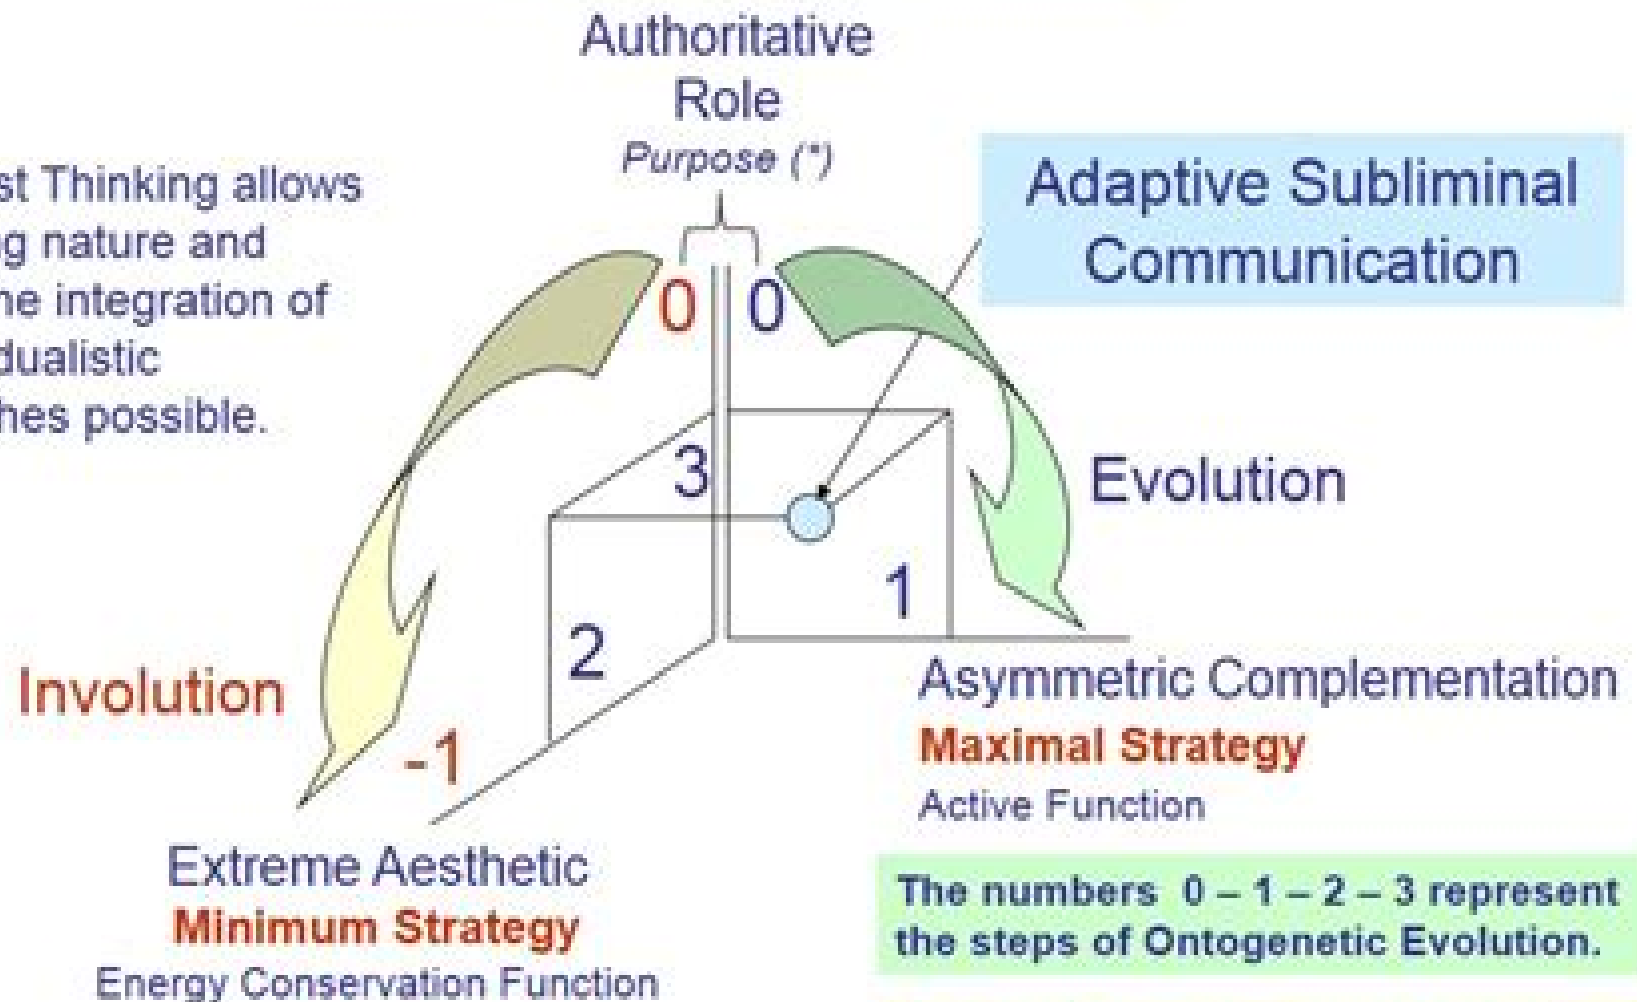 Authoritative
Role
Purpose (*)
st Thinking allows
g nature and
ne integration of
dualistic
hes possible.
Adaptive Subliminal
Communication
0
0
3
1
2
Evolution
Involution
-1
Asymmetric Complementation
Maximal Strategy
Active Function
Extreme Aesthetic
Minimum Strategy
Energy Conservation Function
The numbers 0 – 1 – 2 – 3 represent
the steps of Ontogenetic Evolution.